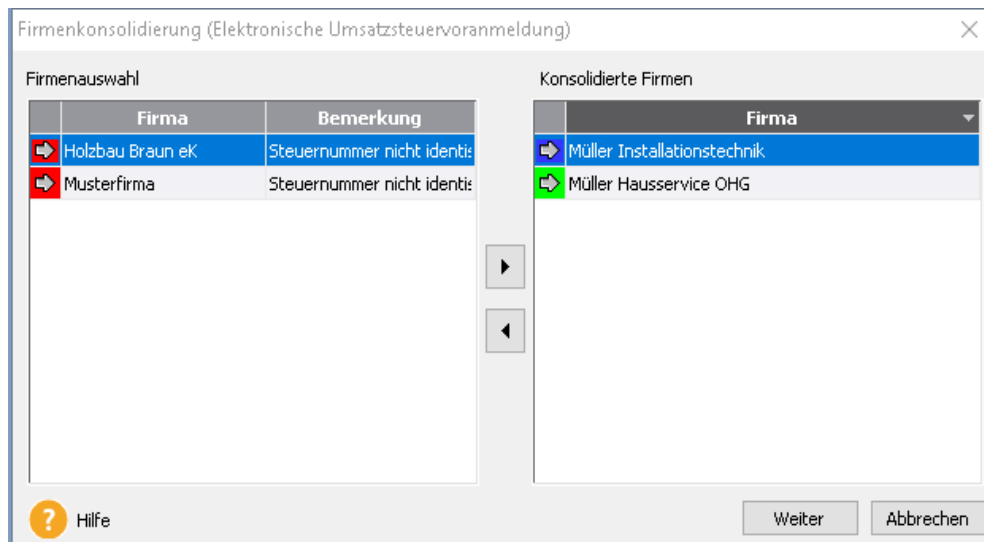 Firmenkonsolidierung (Elektronische Umsatzsteuervoranmeldung)
Firmenauswahl
Konsolidierte Firmen
Firma Bemerkung
Firma
Holzbau Braun eK Steuernummer nicht identis
Müller Installationstechnik
Musterfirma Steuernummer nicht identis
Müller Hausservice OHG
? Hilfe
Weiter
Abbrechen